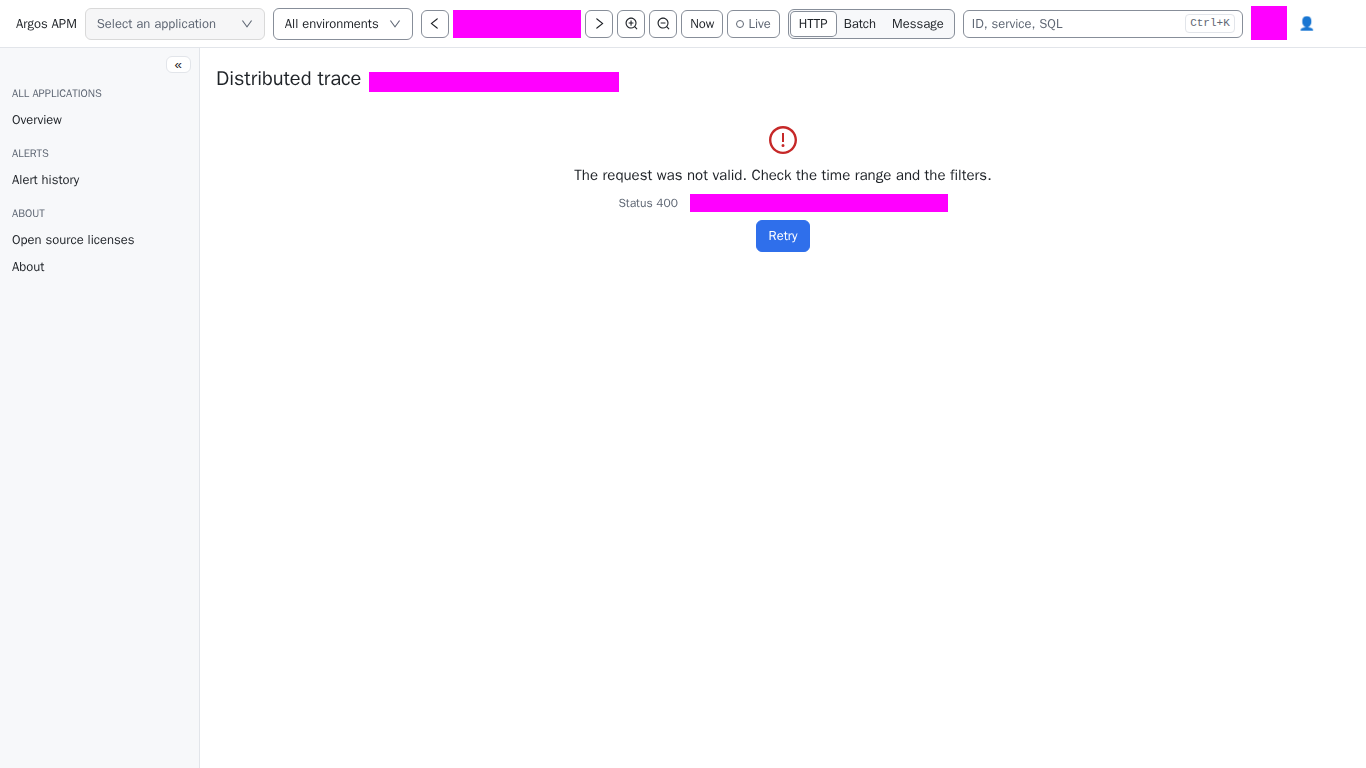 Argos APM
Select an application
All environments
Now
Live
HTTP
Batch
Message
ID, service, SQL
Ctrl+K
«
ALL APPLICATIONS
Overview
ALERTS
Alert history
ABOUT
Open source licenses
About
Distributed trace
The request was not valid. Check the time range and the filters.
Status 400
Retry